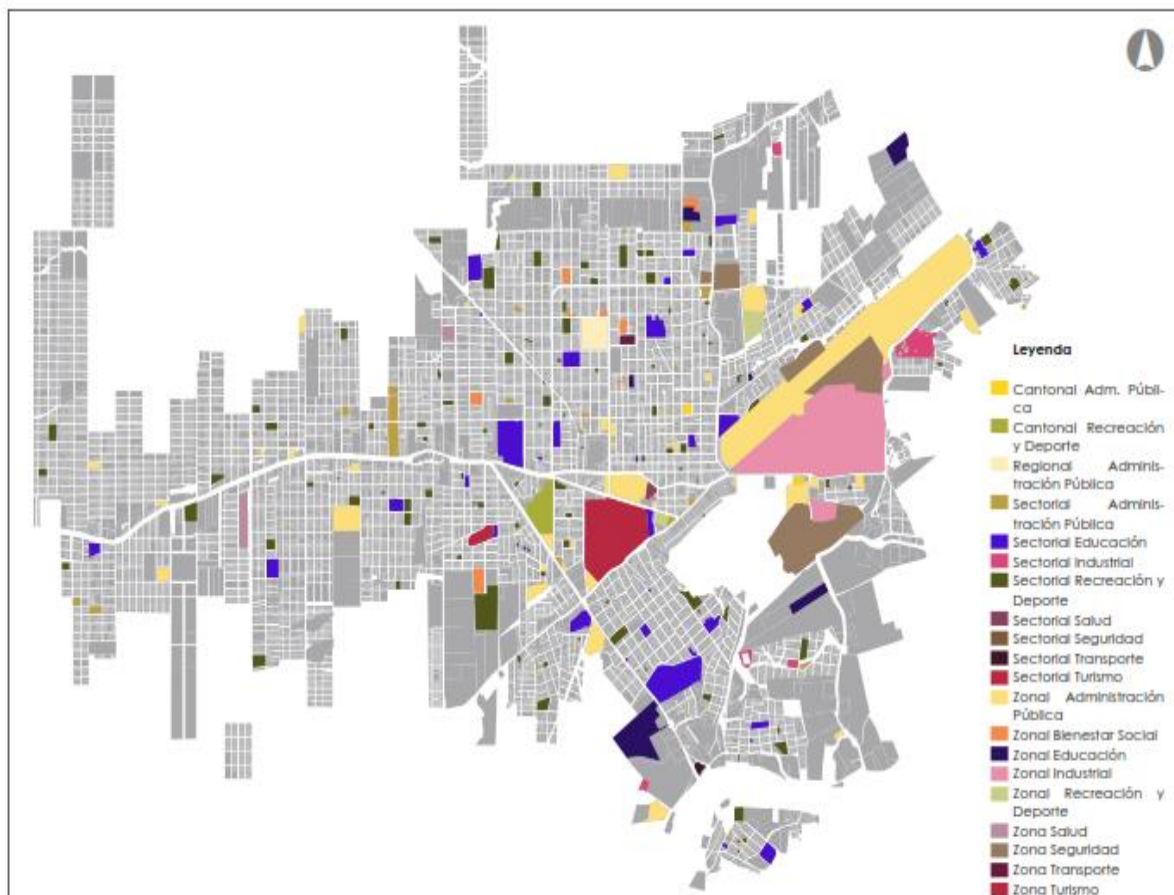 Leyenda
Cantonal Adm. Públi-
ca
Cantonal Recreación
y Deporte
Regional Adminis-
tración Pública
Sectorial Adminis-
tración Pública
Sectorial Educación
Sectorial Industrial
Sectorial Recreación y
Deporte
Sectorial Salud
Sectorial Seguridad
Sectorial Transporte
Sectorial Turismo
Zonal Administración
Pública
Zonal Bienestar Social
Zonal Educación
Zonal Industrial
Zonal Recreación y
Deporte
Zona Salud
Zona Seguridad
Zona Transporte
Zona Turismo